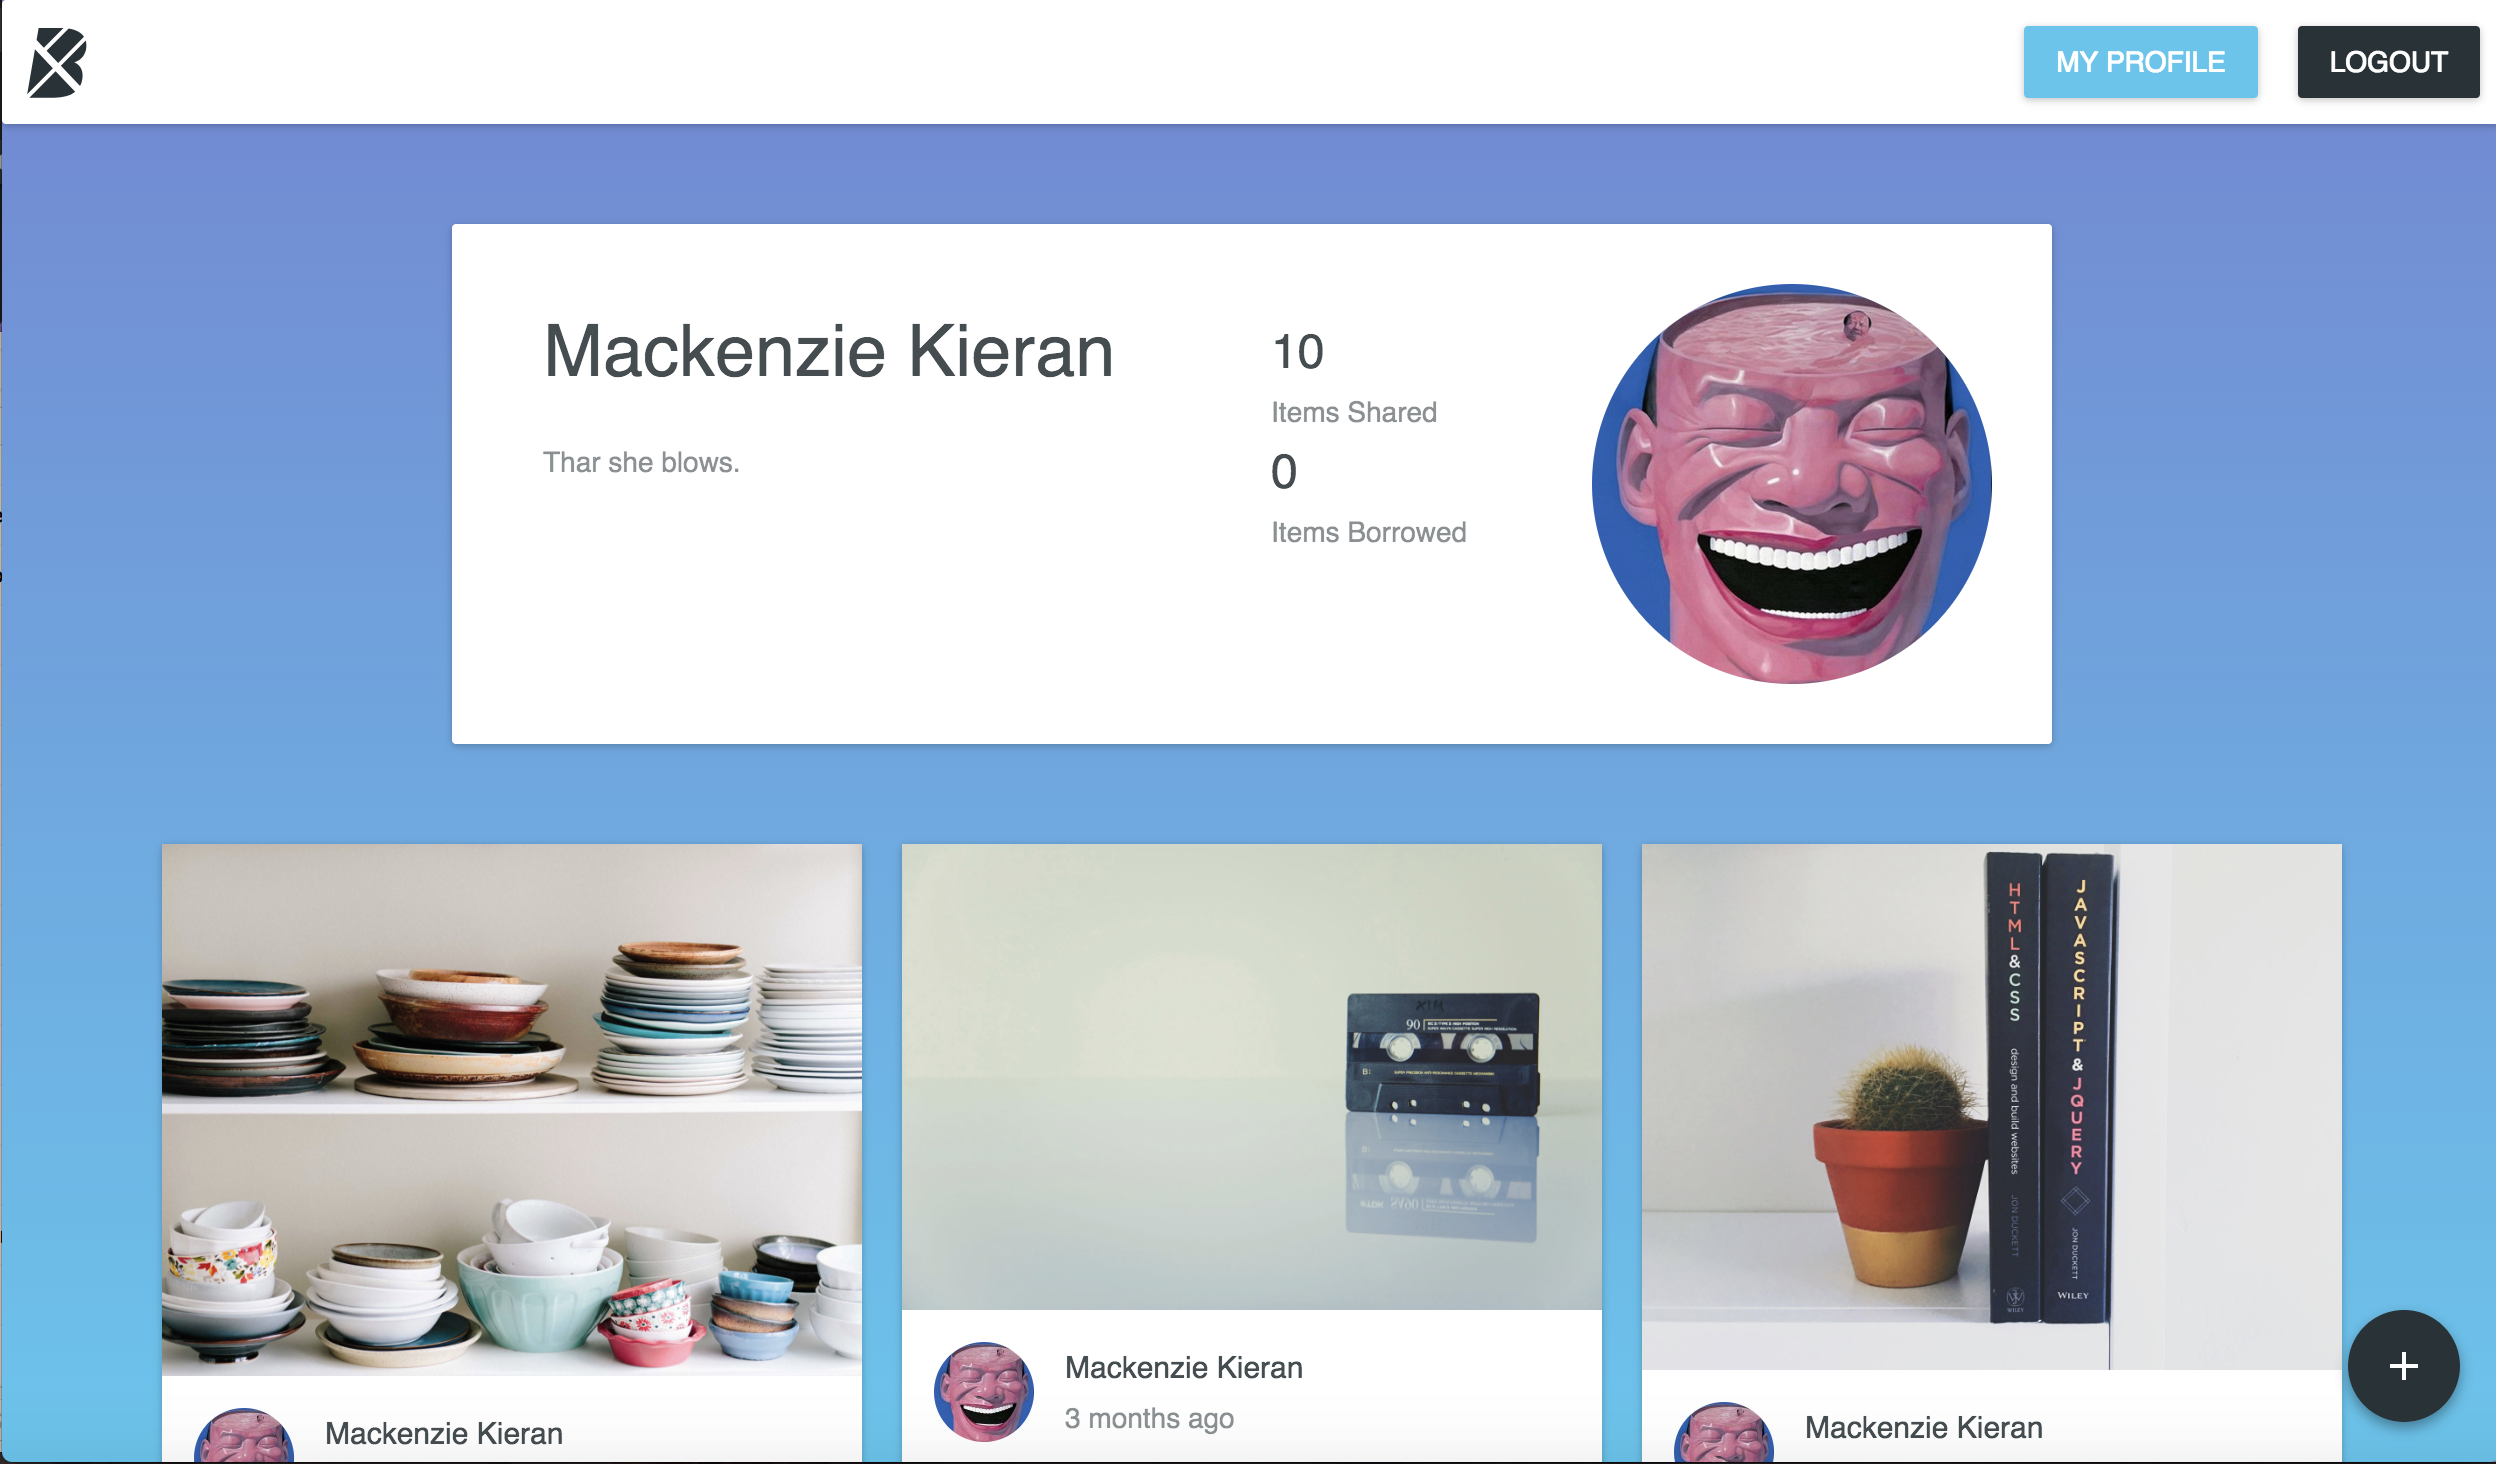 MY PROFILE
LOGOUT
Mackenzie Kieran
Thar she blows.
10
Items Shared
0
Items Borrowed
90
HTML&CSS
design and build websites
JON DUCKETT
WILEY
JAVASCRIPT & JQUERY
JON DUCKETT
WILEY
Mackenzie Kieran
Mackenzie Kieran
3 months ago
Mackenzie Kieran